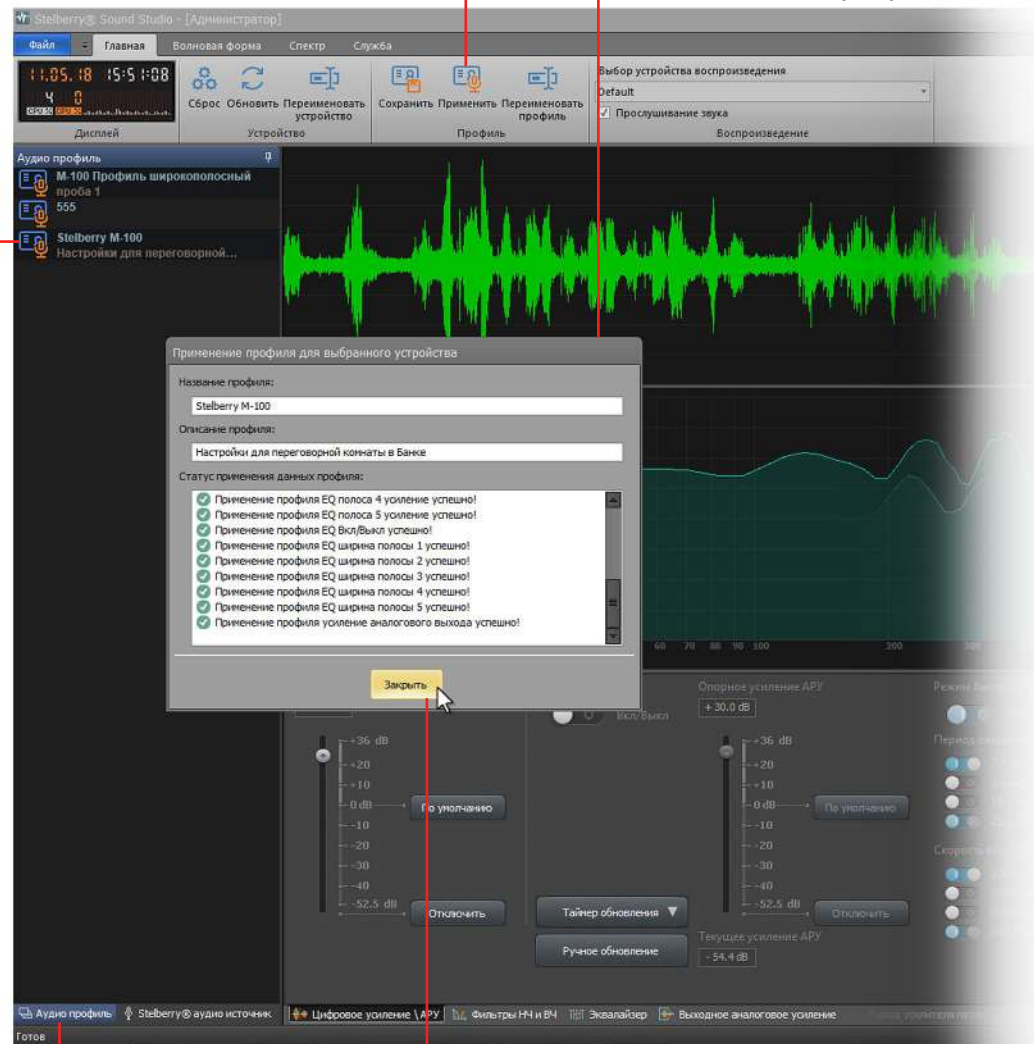 Stelberry® Sound Studio - [Администратор]
Файл Главная Волновая форма Спектр Служба
11.05.18 15:51:08
4 0
Сброс Обновить Переименовать устройство
Сохранить Применить Переименовать профиль
Выбор устройства воспроизведения
Default
Прослушивание звука
Дисплей Устройство Профиль Воспроизведение
Аудио профиль
М-100 Профиль широкополосный
проба 1
555
Stelberry M-100
Настройки для переговорной...
Применение профиля для выбранного устройства
Название профиля:
Stelberry M-100
Описание профиля:
Настройки для переговорной комнаты в Банке
Статус применения данных профиля:
Применение профиля EQ полоса 4 усиление успешно!
Применение профиля EQ полоса 5 усиление успешно!
Применение профиля EQ Вкл/Выкл успешно!
Применение профиля EQ ширина полосы 1 успешно!
Применение профиля EQ ширина полосы 2 успешно!
Применение профиля EQ ширина полосы 3 успешно!
Применение профиля EQ ширина полосы 4 успешно!
Применение профиля EQ ширина полосы 5 успешно!
Применение профиля усиление аналогового выхода успешно!
Закрыть
60 70 80 90 100 200 300
Вкл/Выкл
Опорное усиление АРУ
+ 30.0 dB
Режим
Период
+36 dB
+20
+10
0 dB
-10
-20
-30
-40
-52.5 dB
По умолчанию
Отключить
Таймер обновления
Ручное обновление
+36 dB
+20
+10
0 dB
-10
-20
-30
-40
-52.5 dB
По умолчанию
Отключить
Скорость
Текущее усиление АРУ
- 54.4 dB
Аудио профиль Stelberry® аудио источник
Цифровое усиление \ АРУ Фильтры НЧ и ВЧ Эквалайзер Выходное аналоговое усиление
Готов